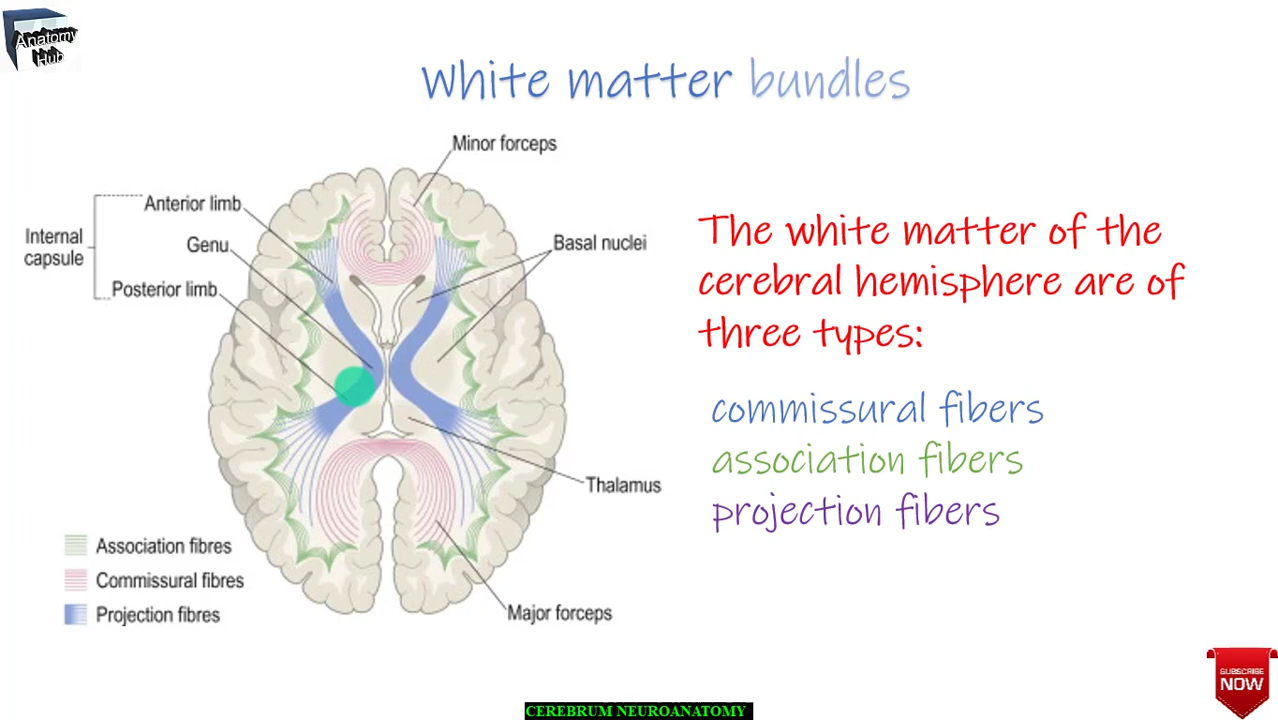 Anatomy
Hub
White matter bundles
Minor forceps
Anterior limb
Internal
capsule
Genu
Basal nuclei
Posterior limb
Thalamus
Association fibres
Commissural fibres
Projection fibres
Major forceps
The white matter of the
cerebral hemisphere are of
three types:
commissural fibers
association fibers
projection fibers
SUBSCRIBE
NOW
CEREBRUM NEUROANATOMY